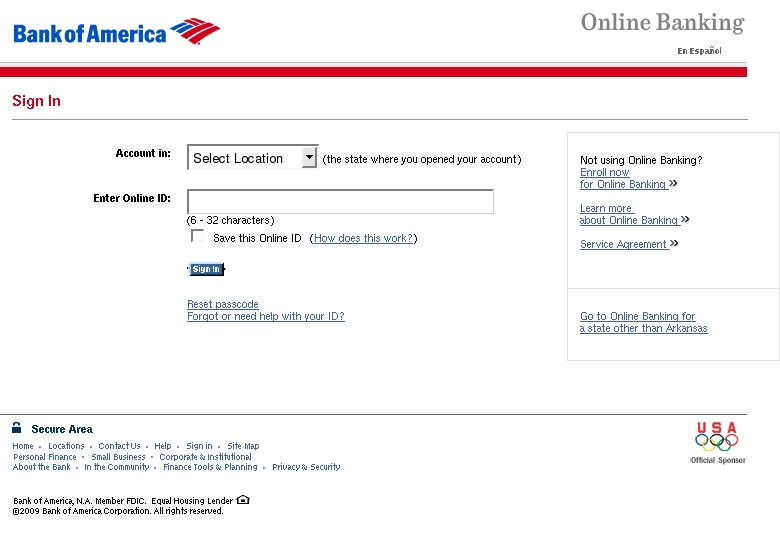 Bank of America
Online Banking
En Español
Sign In
Account in:
Select Location
(the state where you opened your account)
Enter Online ID:
(6 - 32 characters)
Save this Online ID (How does this work?)
Sign In
Reset passcode
Forgot or need help with your ID?
Not using Online Banking?
Enroll now
for Online Banking »
Learn more
about Online Banking »
Service Agreement »
Go to Online Banking for
a state other than Arkansas
Secure Area
Home • Locations • Contact Us • Help • Sign in • Site Map
Personal Finance • Small Business • Corporate & Institutional
About the Bank • In the Community • Finance Tools & Planning • Privacy & Security
USA
Official Sponsor
Bank of America, N.A. Member FDIC. Equal Housing Lender
©2009 Bank of America Corporation. All rights reserved.